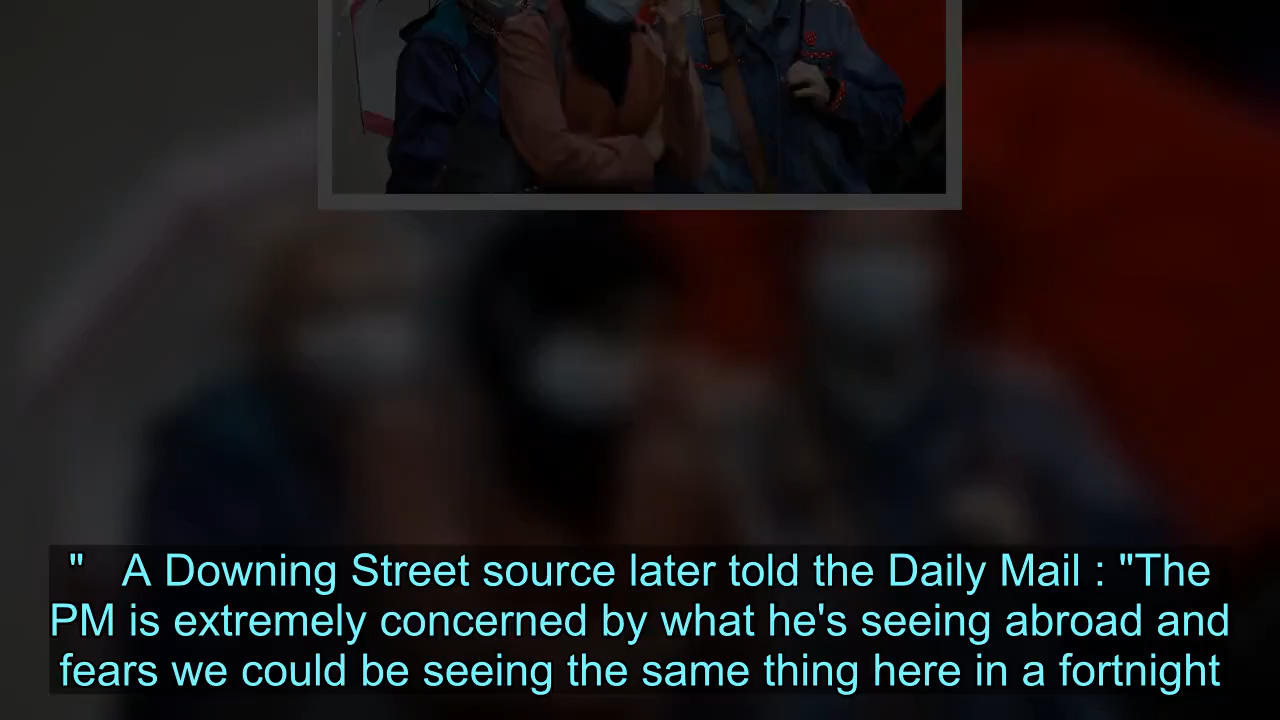 " A Downing Street source later told the Daily Mail : "The
PM is extremely concerned by what he's seeing abroad and
fears we could be seeing the same thing here in a fortnight